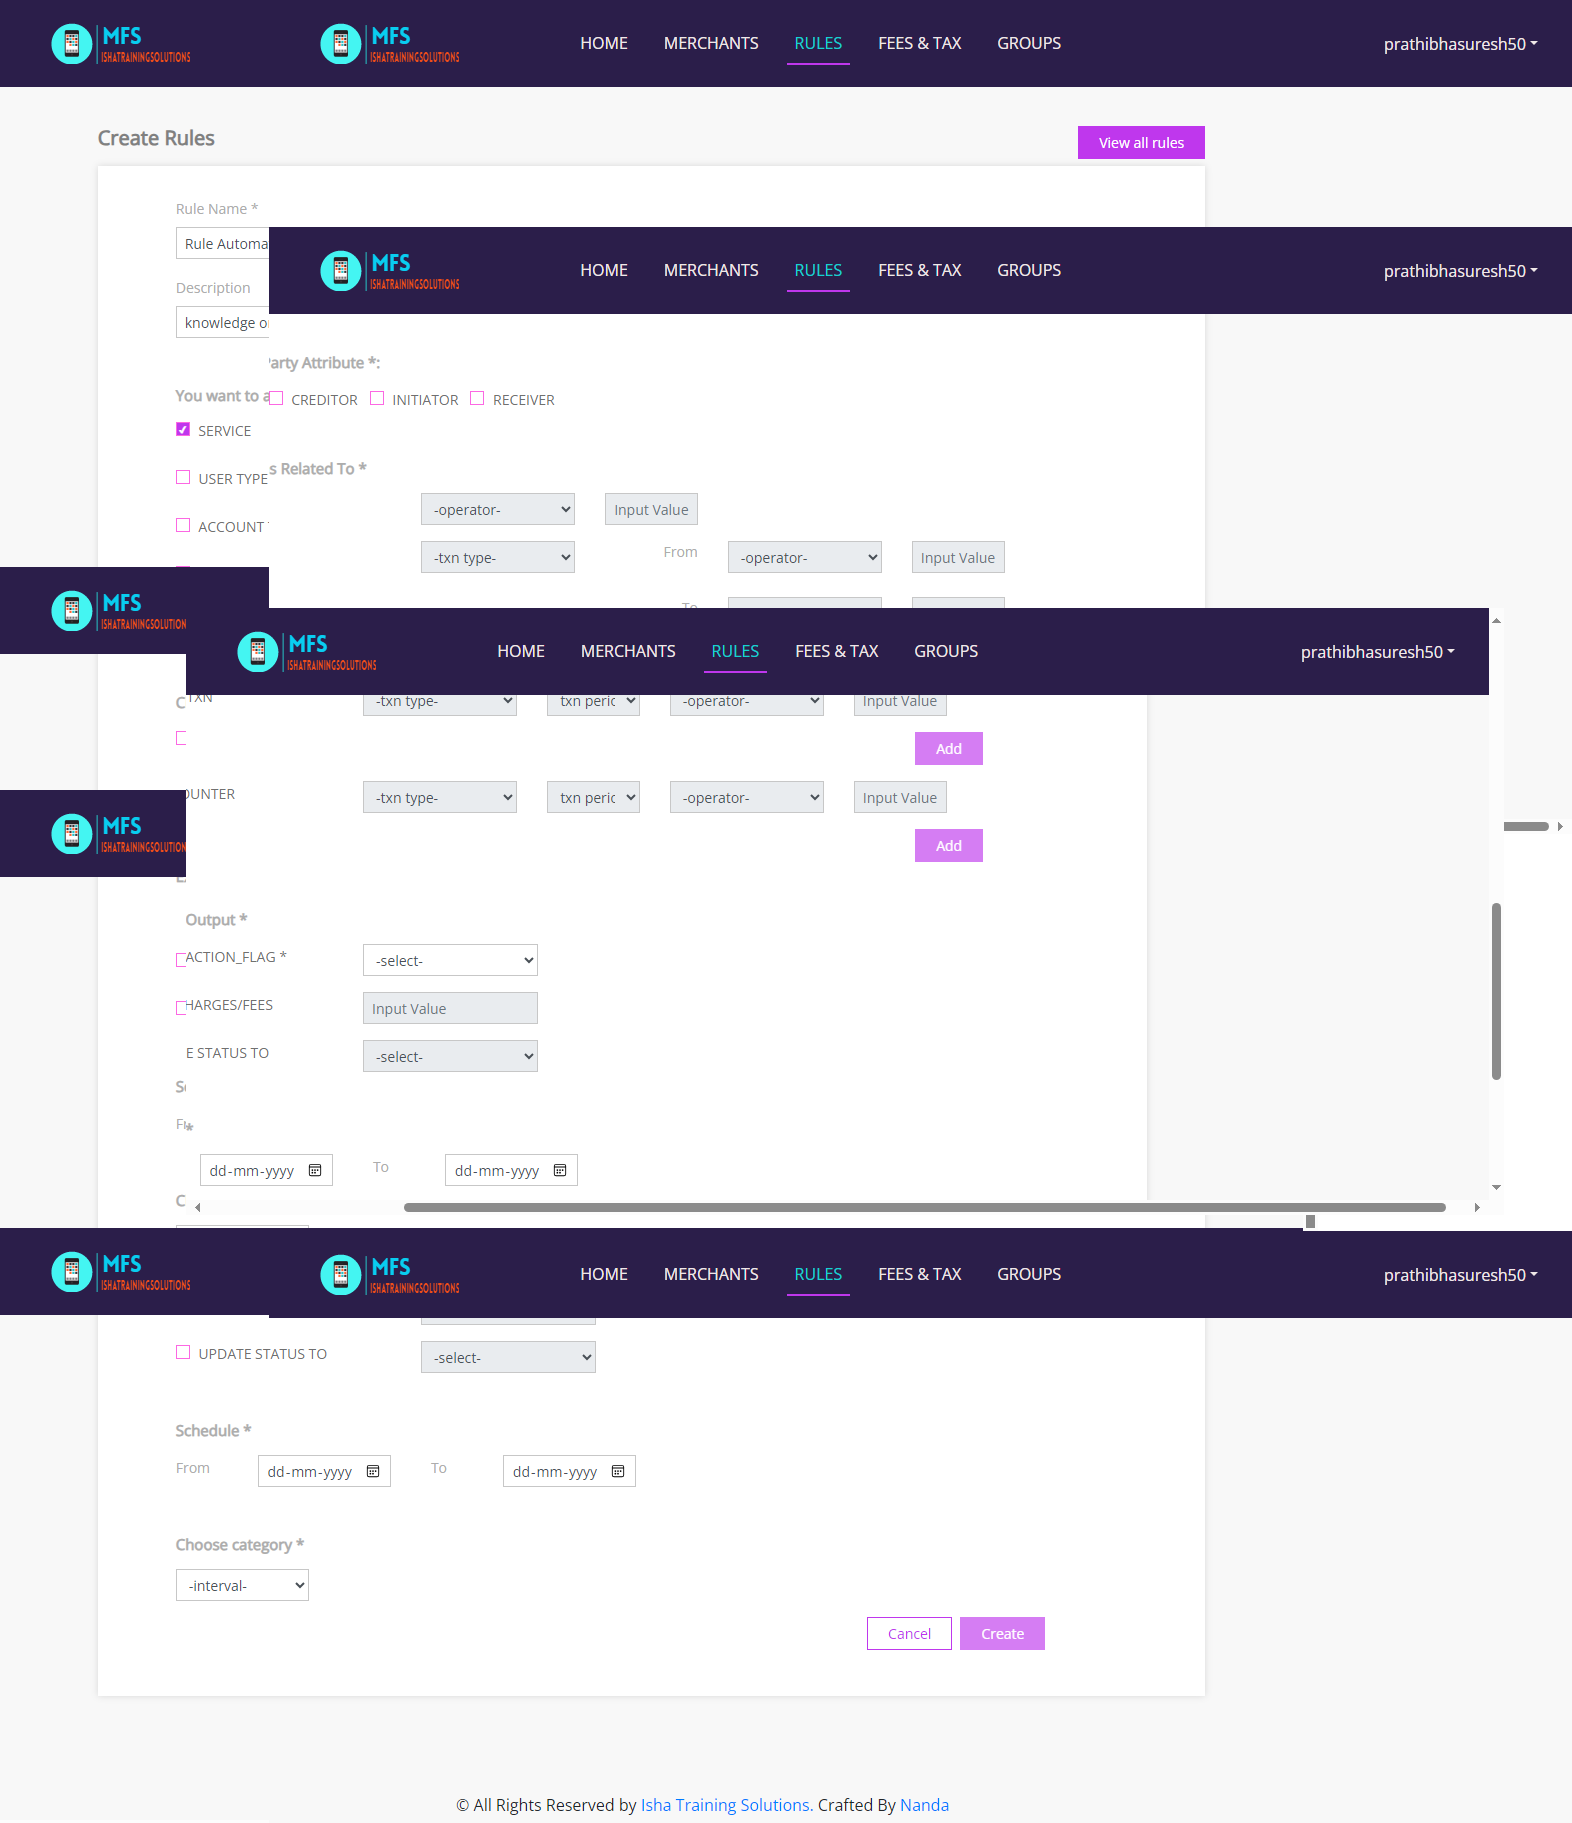 MFS
ISHATRAININGSOLUTIONS
MFS
ISHATRAININGSOLUTIONS
HOME MERCHANTS RULES FEES & TAX GROUPS prathibhasuresh50
Create Rules
View all rules
Rule Name *
Rule Automa
MFS
ISHATRAININGSOLUTIONS
HOME MERCHANTS RULES FEES & TAX GROUPS prathibhasuresh50
Description
knowledge o
Party Attribute *:
You want to a
CREDITOR INITIATOR RECEIVER
SERVICE
s Related To *
USER TYPE
-operator- Input Value
ACCOUNT
-txn type- From -operator- Input Value
To
MFS
ISHATRAININGSOLUTION
MFS
ISHATRAININGSOLUTIONS
HOME MERCHANTS RULES FEES & TAX GROUPS prathibhasuresh50
C
TXN -txn type- txn peric -operator- Input Value
Add
OUNTER -txn type- txn peric -operator- Input Value
MFS
ISHATRAININGSOLUTION
Add
Output *
ACTION_FLAG * -select-
HARGES/FEES Input Value
E STATUS TO -select-
S
Fr *
dd-mm-yyyy To dd-mm-yyyy
C
MFS
ISHATRAININGSOLUTIONS
MFS
ISHATRAININGSOLUTIONS
HOME MERCHANTS RULES FEES & TAX GROUPS prathibhasuresh50
UPDATE STATUS TO -select-
Schedule *
From dd-mm-yyyy To dd-mm-yyyy
Choose category *
-interval-
Cancel Create
© All Rights Reserved by Isha Training Solutions. Crafted By Nanda